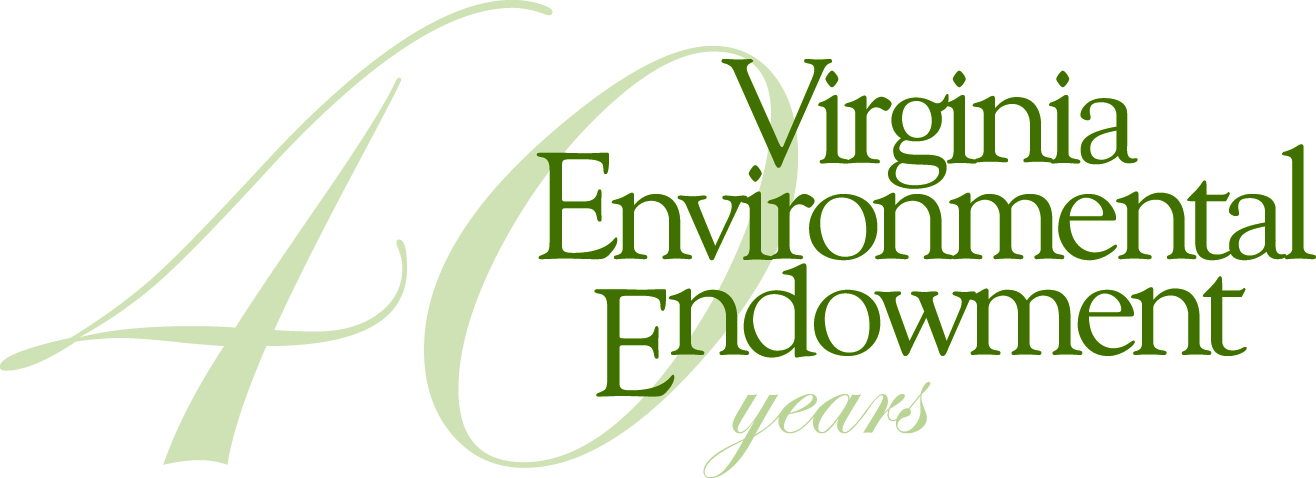 40
Virginia
Environmental
Endowment
years